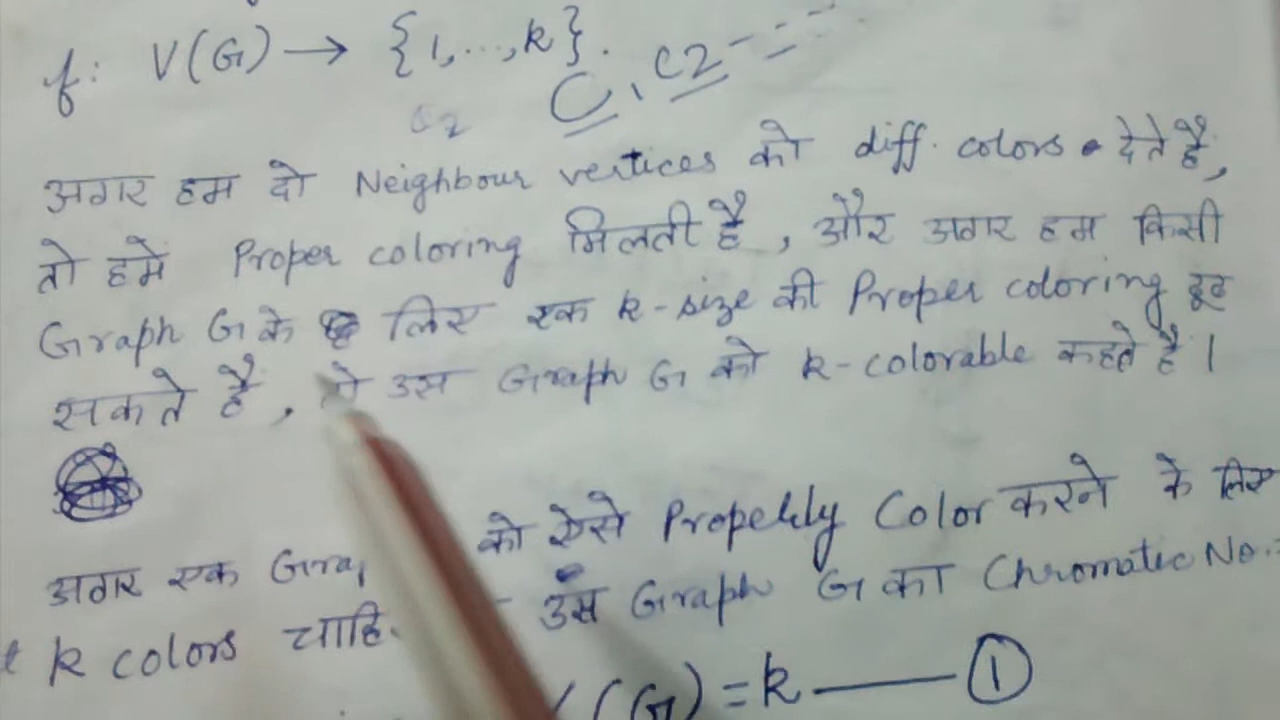 f: V(G) → {1,...,k}.
C1, C2 - - -
C2
अगर हम दो Neighbour vertices को diff. colors देते है,
तो हमें Proper coloring मिलती है, और अगर हम किसी
Graph G के लिए एक k-size की Proper coloring ढूढ
सकते है, उस Graph G को k-colorable कहते है।
अगर एक को ऐसे Properly Color करने के लिए
k colors उस Graph G का Chromatic No.
(G) = k —— ①